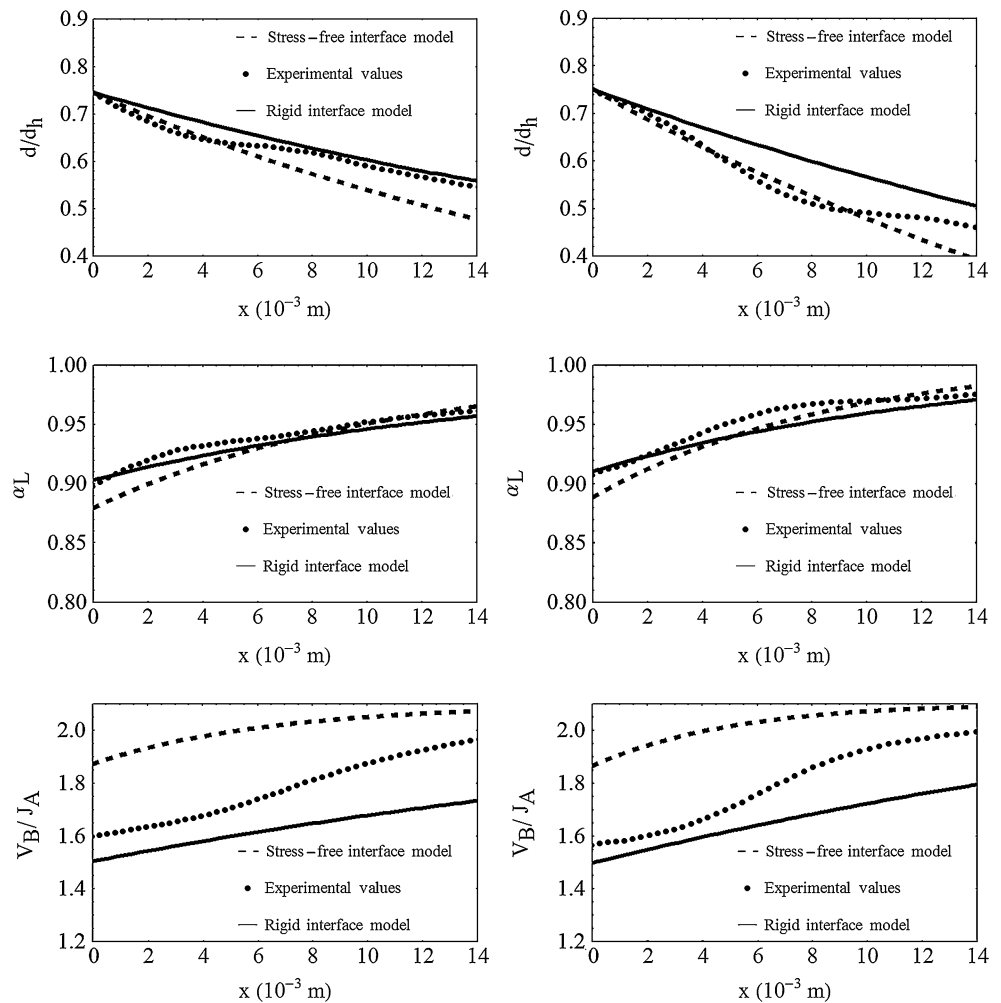 0.9
0.8
0.7
0.6
0.5
0.4
d/dh
Stress–free interface model
Experimental values
Rigid interface model
0 2 4 6 8 10 12 14
x (10−3 m)
0.9
0.8
0.7
0.6
0.5
0.4
d/dh
Stress–free interface model
Experimental values
Rigid interface model
0 2 4 6 8 10 12 14
x (10−3 m)
1.00
0.95
0.90
0.85
0.80
αL
Stress–free interface model
Experimental values
Rigid interface model
0 2 4 6 8 10 12 14
x (10−3 m)
1.00
0.95
0.90
0.85
0.80
αL
Stress–free interface model
Experimental values
Rigid interface model
0 2 4 6 8 10 12 14
x (10−3 m)
2.0
1.8
1.6
1.4
1.2
VB/ JA
Stress–free interface model
Experimental values
Rigid interface model
0 2 4 6 8 10 12 14
x (10−3 m)
2.0
1.8
1.6
1.4
1.2
VB/ JA
Stress–free interface model
Experimental values
Rigid interface model
0 2 4 6 8 10 12 14
x (10−3 m)